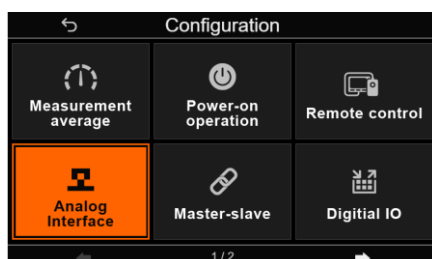 Configuration
Measurement
average
Power-on
operation
Remote control
Analog
Interface
Master-slave
Digitial IO
1/2